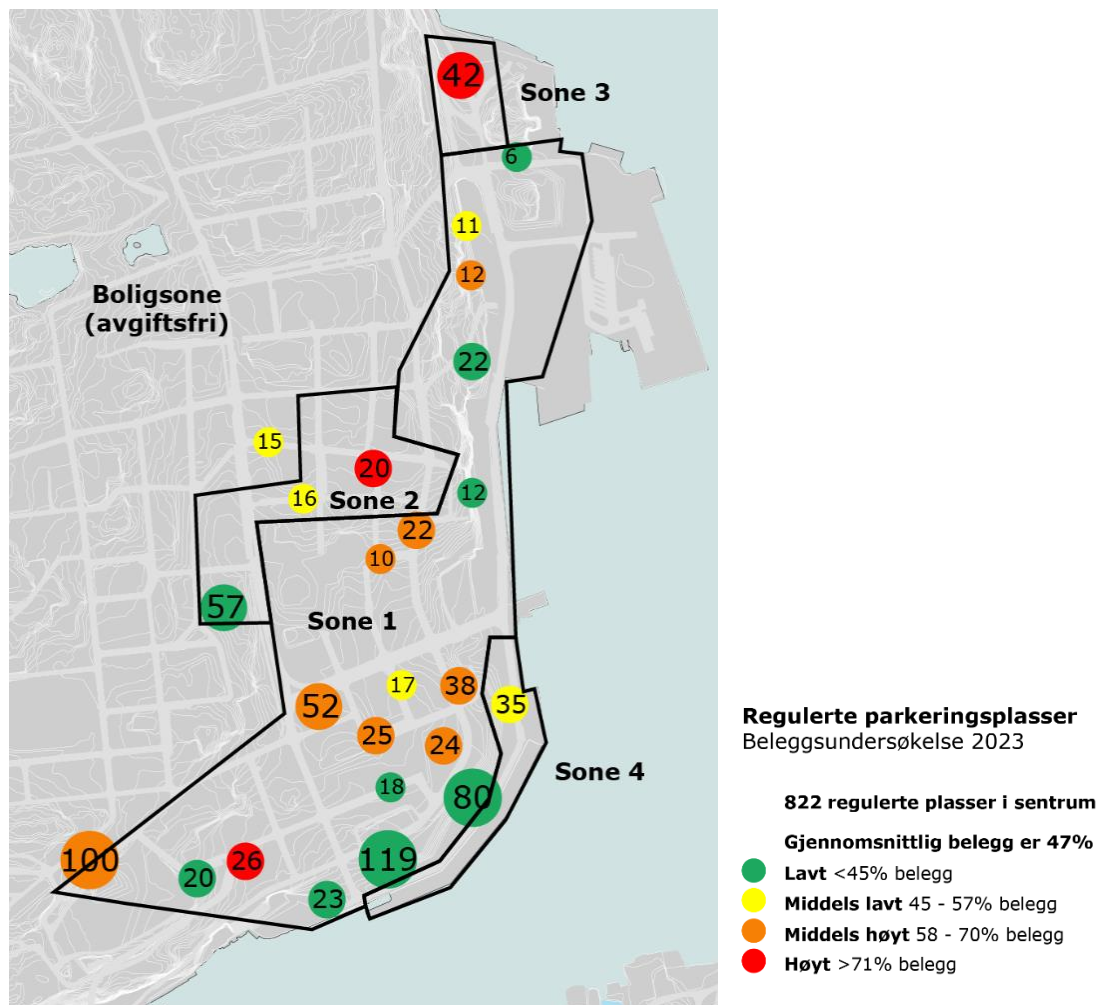 42
Sone 3
6
11
12
Boligsone
(avgiftsfri)
22
15
20
16
Sone 2
12
22
10
57
Sone 1
17
38
52
35
25
24
Sone 4
18
80
100
119
26
20
23
Regulerte parkeringsplasser
Beleggsundersøkelse 2023
822 regulerte plasser i sentrum
Gjennomsnittlig belegg er 47%
Lavt <45% belegg
Middels lavt 45 - 57% belegg
Middels høyt 58 - 70% belegg
Høyt >71% belegg